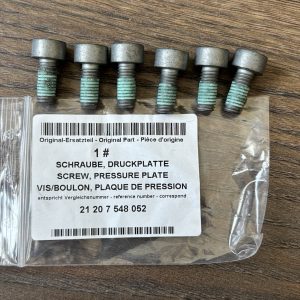 Original-Ersatzteil - Original Part - Pièce d'origine
1 #
SCHRAUBE, DRUCKPLATTE
SCREW, PRESSURE PLATE
VIS/BOULON, PLAQUE DE PRESSION
entspricht Vergleichsnummer - reference number - correspond
21 20 7 548 052